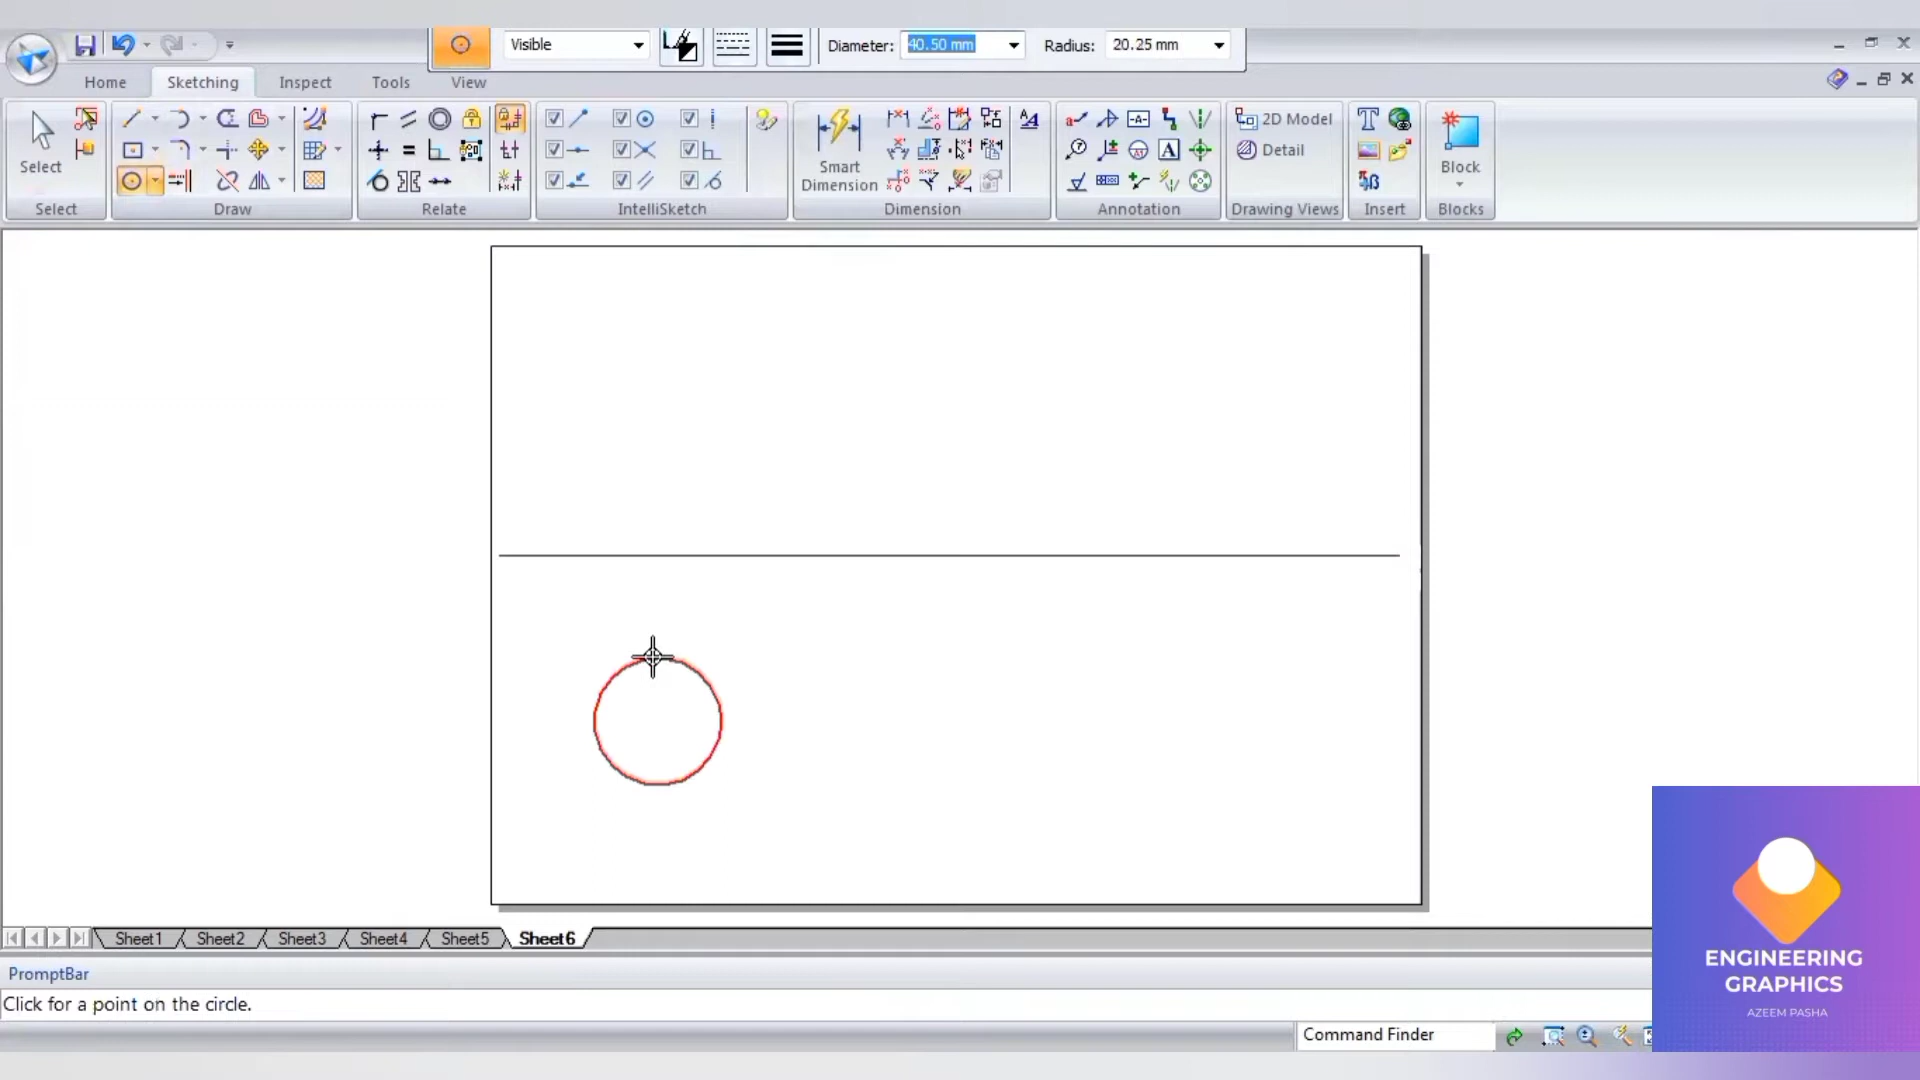 Visible
Diameter:
40.50 mm
Radius:
20.25 mm
Home
Sketching
Inspect
Tools
View
Select
Smart
Dimension
2D Model
Detail
Block
Select
Draw
Relate
IntelliSketch
Dimension
Annotation
Drawing Views
Insert
Blocks
Sheet1
Sheet2
Sheet3
Sheet4
Sheet5
Sheet6
PromptBar
Click for a point on the circle.
Command Finder
ENGINEERING
GRAPHICS
AZEEM PASHA